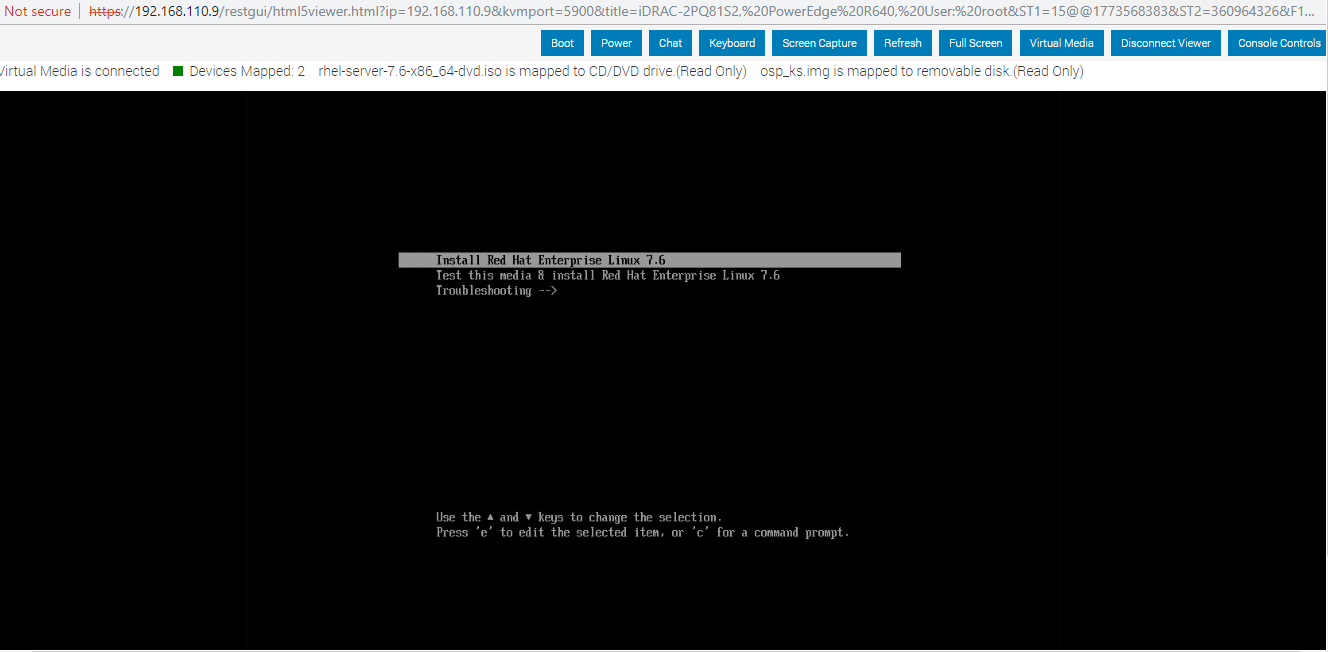 Not secure | https://192.168.110.9/restgui/html5viewer.html?ip=192.168.110.9&kvmport=5900&title=iDRAC-2PQ81S2,%20PowerEdge%20R640,%20User:%20root&ST1=15@@1773568383&ST2=360964326&F1...
Boot Power Chat Keyboard Screen Capture Refresh Full Screen Virtual Media Disconnect Viewer Console Controls
Virtual Media is connected Devices Mapped: 2 rhel-server-7.6-x86_64-dvd.iso is mapped to CD/DVD drive.(Read Only) osp_ks.img is mapped to removable disk.(Read Only)
Install Red Hat Enterprise Linux 7.6
Test this media & install Red Hat Enterprise Linux 7.6
Troubleshooting -->
Use the ▲ and ▼ keys to change the selection.
Press 'e' to edit the selected item, or 'c' for a command prompt.